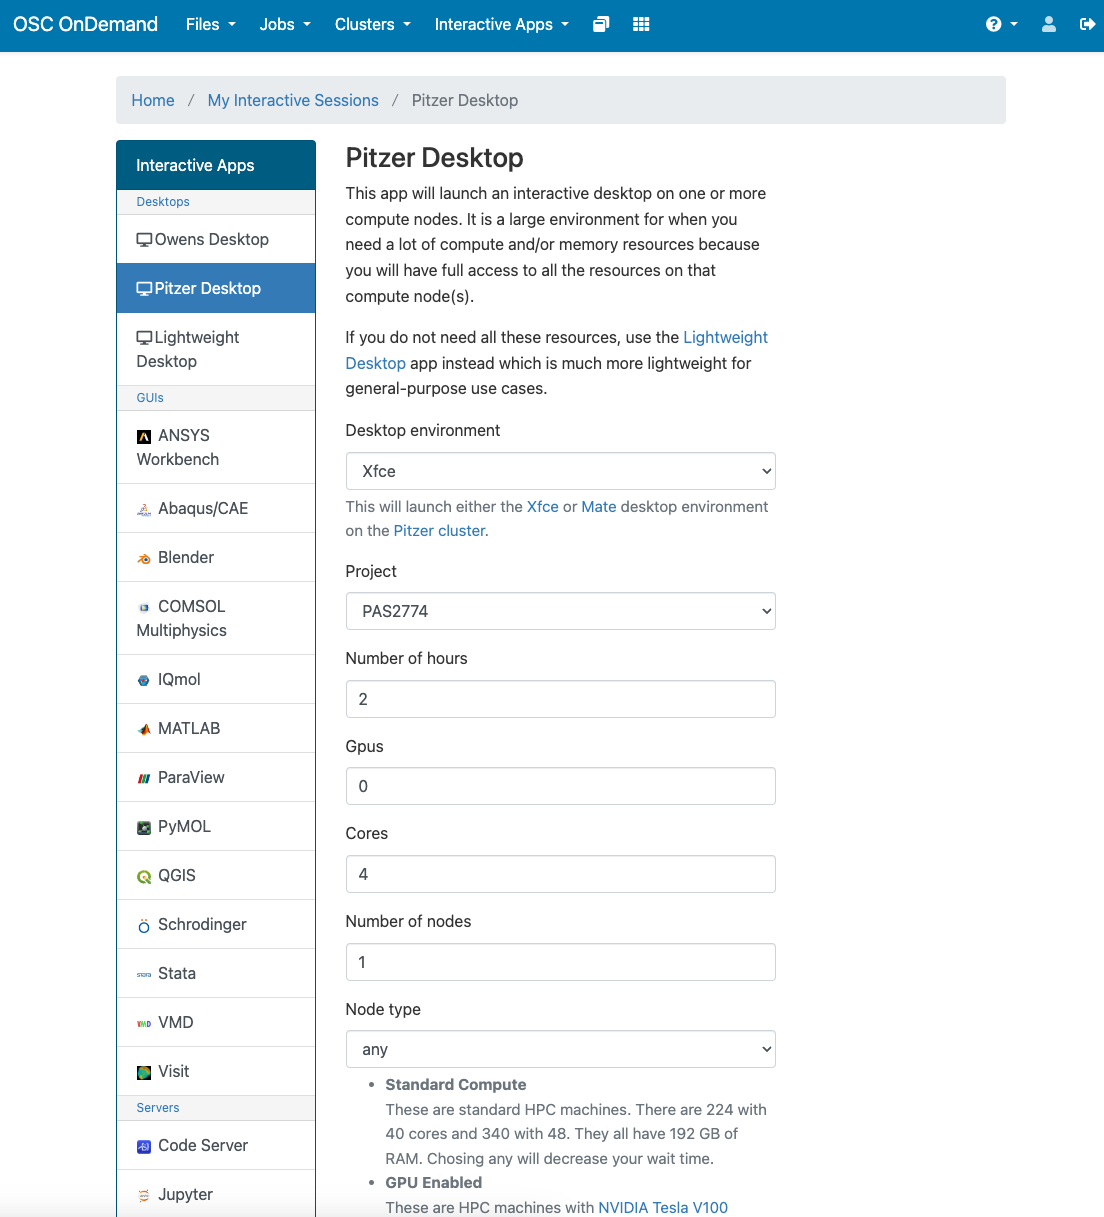 OSC OnDemand Files Jobs Clusters Interactive Apps
Home / My Interactive Sessions / Pitzer Desktop
Interactive Apps
Desktops
Owens Desktop
Pitzer Desktop
Lightweight
Desktop
GUIs
ANSYS
Workbench
Abaqus/CAE
Blender
COMSOL
Multiphysics
IQmol
MATLAB
ParaView
PyMOL
QGIS
Schrodinger
Stata
VMD
Visit
Servers
Code Server
Jupyter
Pitzer Desktop
This app will launch an interactive desktop on one or more
compute nodes. It is a large environment for when you
need a lot of compute and/or memory resources because
you will have full access to all the resources on that
compute node(s).
If you do not need all these resources, use the Lightweight
Desktop app instead which is much more lightweight for
general-purpose use cases.
Desktop environment
Xfce
This will launch either the Xfce or Mate desktop environment
on the Pitzer cluster.
Project
PAS2774
Number of hours
2
Gpus
0
Cores
4
Number of nodes
1
Node type
any
• Standard Compute
These are standard HPC machines. There are 224 with
40 cores and 340 with 48. They all have 192 GB of
RAM. Chosing any will decrease your wait time.
• GPU Enabled
These are HPC machines with NVIDIA Tesla V100